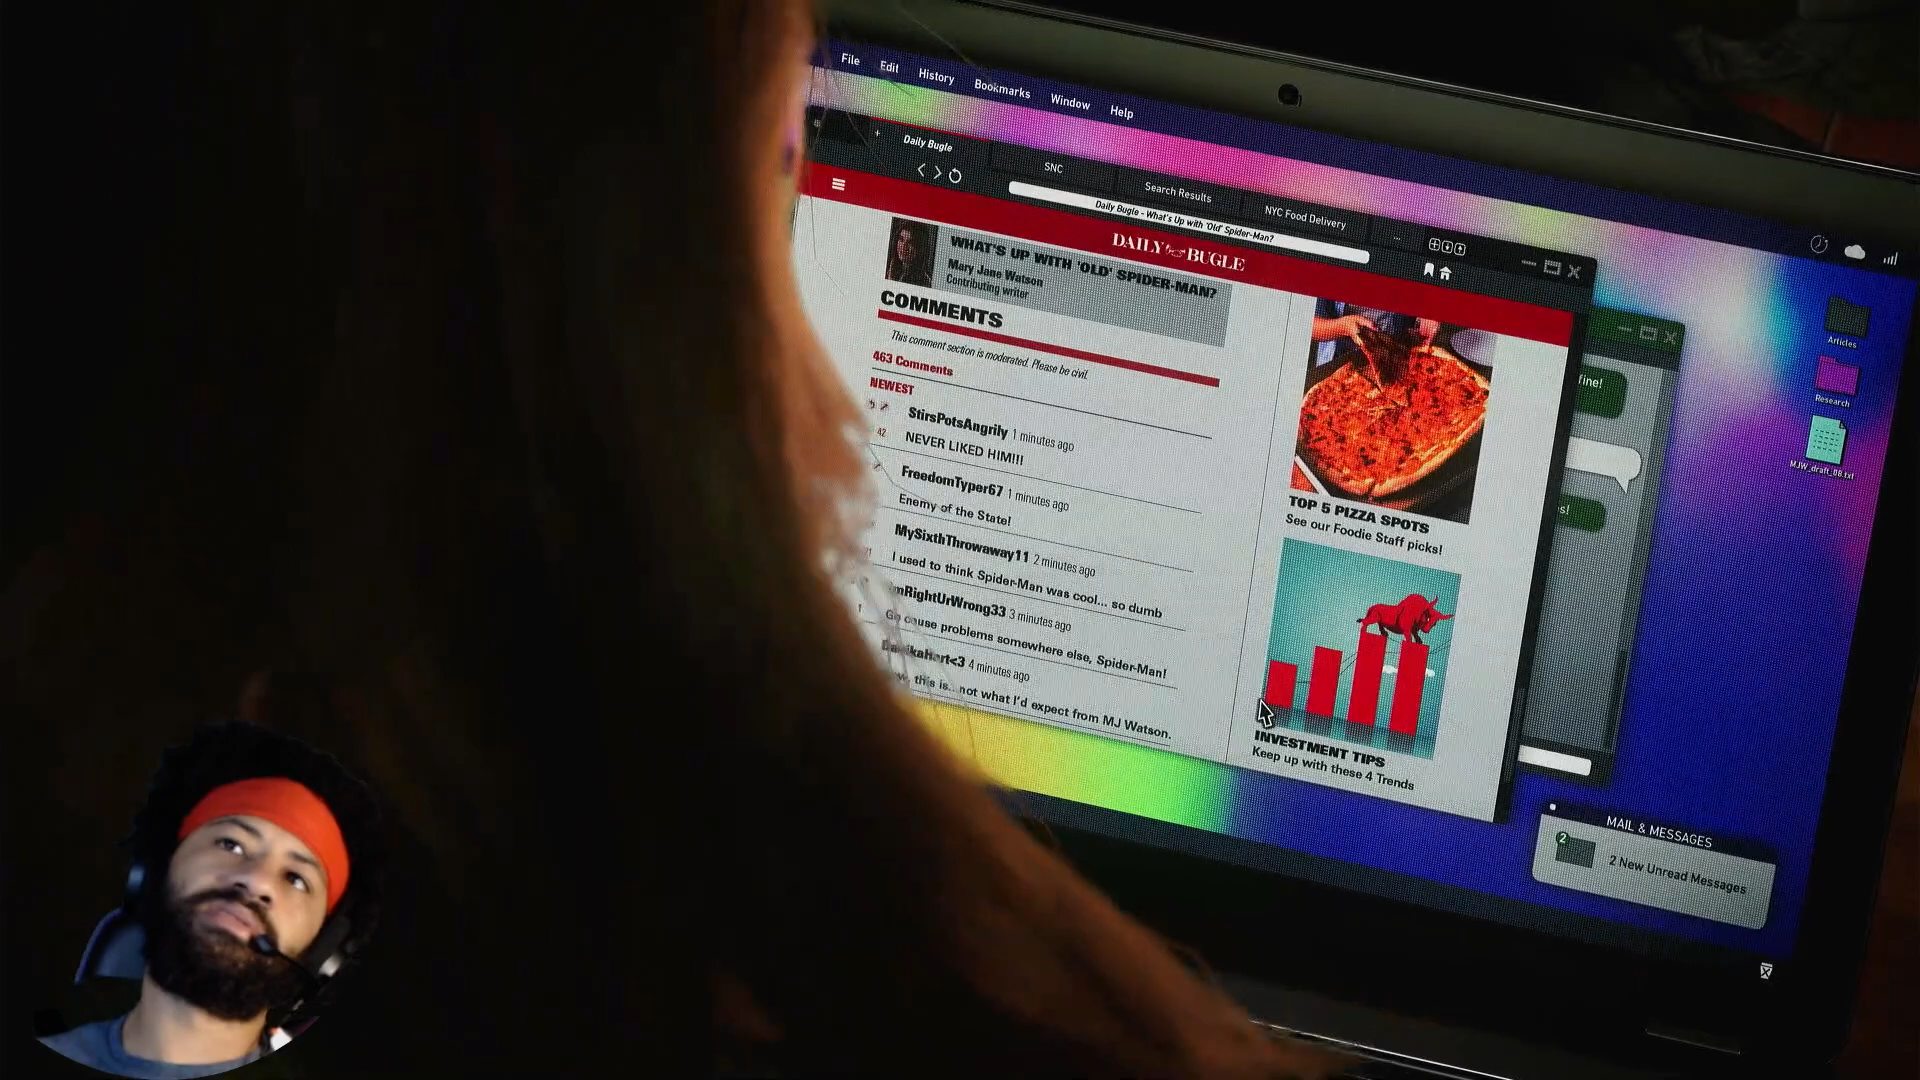 File Edit History Bookmarks Window Help
Daily Bugle
SNC
Search Results
NYC Food Delivery
...
Daily Bugle - What's Up with 'Old' Spider-Man?
DAILY BUGLE
WHAT'S UP WITH 'OLD' SPIDER-MAN?
Mary Jane Watson
Contributing writer
COMMENTS
This comment section is moderated. Please be civil.
463 Comments
NEWEST
StirsPotsAngrily 1 minutes ago
42
NEVER LIKED HIM!!!
FreedomTyper67 1 minutes ago
Enemy of the State!
MySixthThrowaway11 2 minutes ago
I used to think Spider-Man was cool... so dumb
mRightUrWrong33 3 minutes ago
Go cause problems somewhere else, Spider-Man!
4 minutes ago
this is... not what I'd expect from MJ Watson.
TOP 5 PIZZA SPOTS
See our Foodie Staff picks!
INVESTMENT TIPS
Keep up with these 4 Trends
Articles
Research
MJW_draft_08.txt
MAIL & MESSAGES
2
2 New Unread Messages